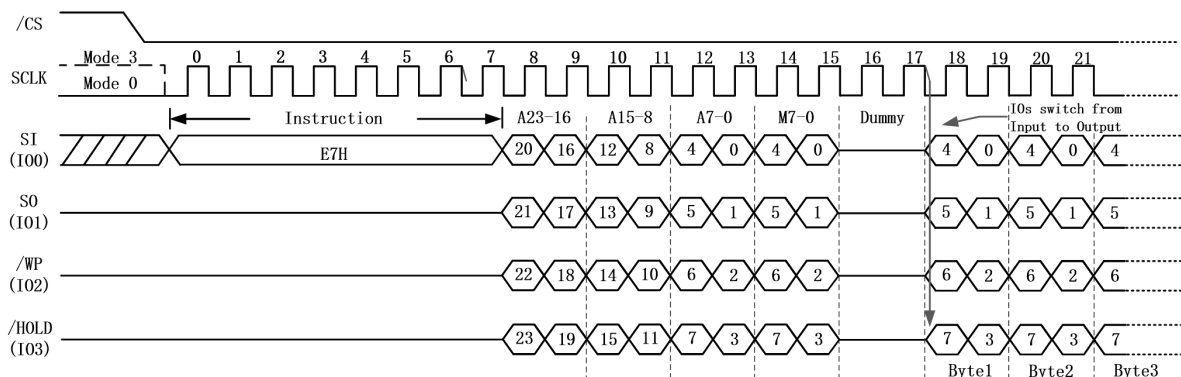 /CS
Mode 3 0 1 2 3 4 5 6 7 8 9 10 11 12 13 14 15 16 17 18 19 20 21
SCLK
Mode 0
Instruction A23-16 A15-8 A7-0 M7-0 Dummy IOs switch from
Input to Output
SI
(IO0)
E7H 20 16 12 8 4 0 4 0 4 0 4 0 4
SO
(IO1)
21 17 13 9 5 1 5 1 5 1 5 1 5
/WP
(IO2)
22 18 14 10 6 2 6 2 6 2 6 2 6
/HOLD
(IO3)
23 19 15 11 7 3 7 3 7 3 7 3 7
Byte1 Byte2 Byte3